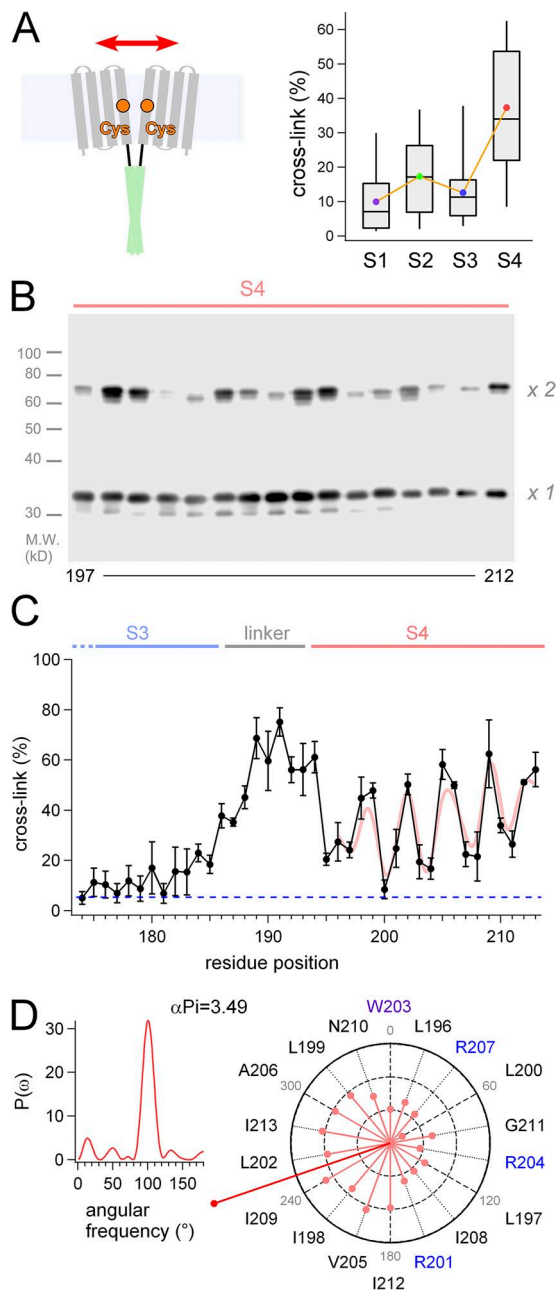 A
Cys Cys
cross-link (%)
60
50
40
30
20
10
0
S1 S2 S3 S4
B
S4
100
80
60
50
40
30
M.W.
(kD)
x 2
x 1
197 212
C
S3 linker S4
cross-link (%)
100
80
60
40
20
0
180 190 200 210
residue position
D
αPi=3.49
P(ω)
30
20
10
0
0 50 100 150
angular
frequency (°)
W203
N210 L196
0
L199 R207
A206 L200
300 60
I213 G211
L202 R204
240 120
I209 L197
I198 I208
180
V205 R201
I212